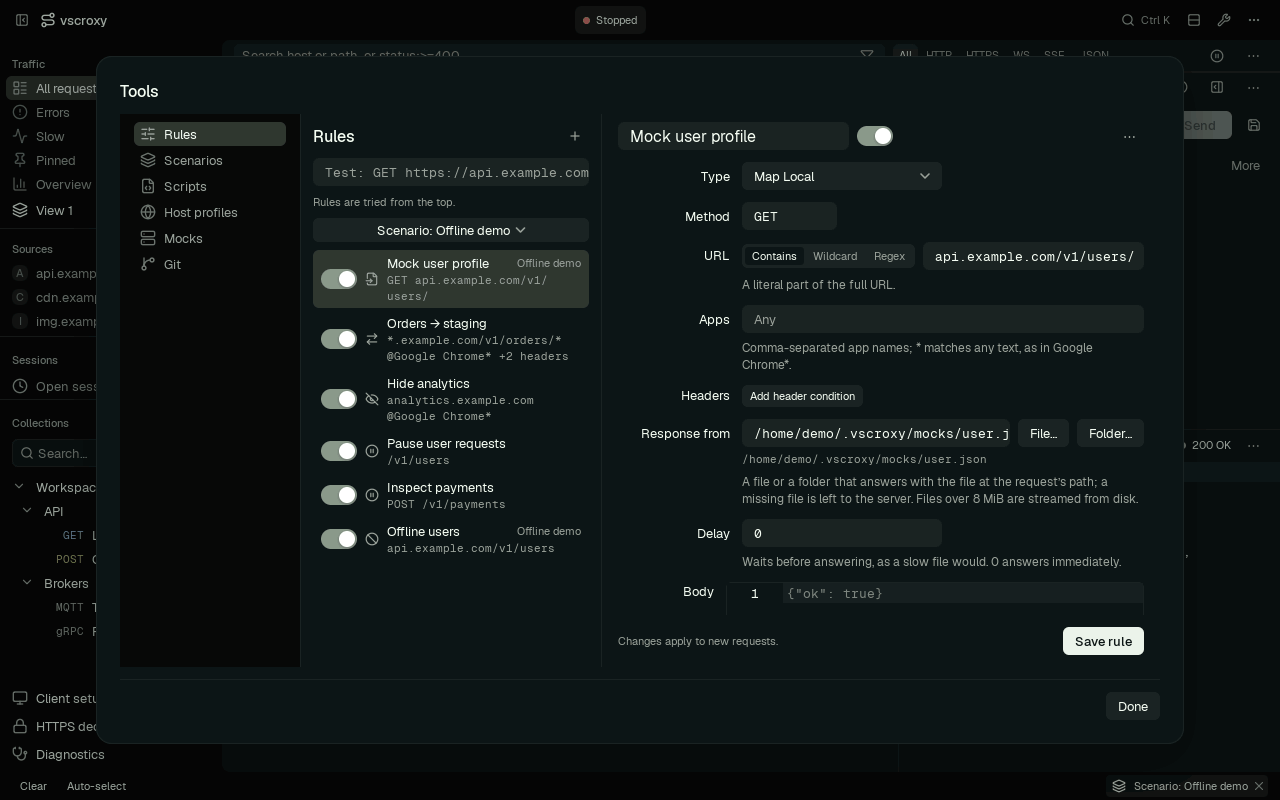 vscroxy
Stopped
Ctrl K
Traffic
All request
Errors
Slow
Pinned
Overview
View 1
Sources
A api.examp
C cdn.exam
I img.exam
Sessions
Open sess
Collections
Search...
Workspac
API
GET
POST
Brokers
MQTT
gRPC
Client setu
HTTPS dec
Diagnostics
Clear
Auto-select
Search host or path, or status:>=400
All
HTTP
HTTPS
WS
SSE
JSON
Send
More
200 OK
Tools
Rules
Scenarios
Scripts
Host profiles
Mocks
Git
Rules
Test: GET https://api.example.com
Rules are tried from the top.
Scenario: Offline demo
Mock user profile
Offline demo
GET api.example.com/v1/
users/
Orders → staging
*.example.com/v1/orders/*
@Google Chrome* +2 headers
Hide analytics
analytics.example.com
@Google Chrome*
Pause user requests
/v1/users
Inspect payments
POST /v1/payments
Offline users
Offline demo
api.example.com/v1/users
Mock user profile
Type
Map Local
Method
GET
URL
Contains
Wildcard
Regex
api.example.com/v1/users/
A literal part of the full URL.
Apps
Any
Comma-separated app names; * matches any text, as in Google
Chrome*.
Headers
Add header condition
Response from
/home/demo/.vscroxy/mocks/user.j
File...
Folder...
/home/demo/.vscroxy/mocks/user.json
A file or a folder that answers with the file at the request's path; a
missing file is left to the server. Files over 8 MiB are streamed from disk.
Delay
0
Waits before answering, as a slow file would. 0 answers immediately.
Body
1
{"ok": true}
Changes apply to new requests.
Save rule
Done
Scenario: Offline demo